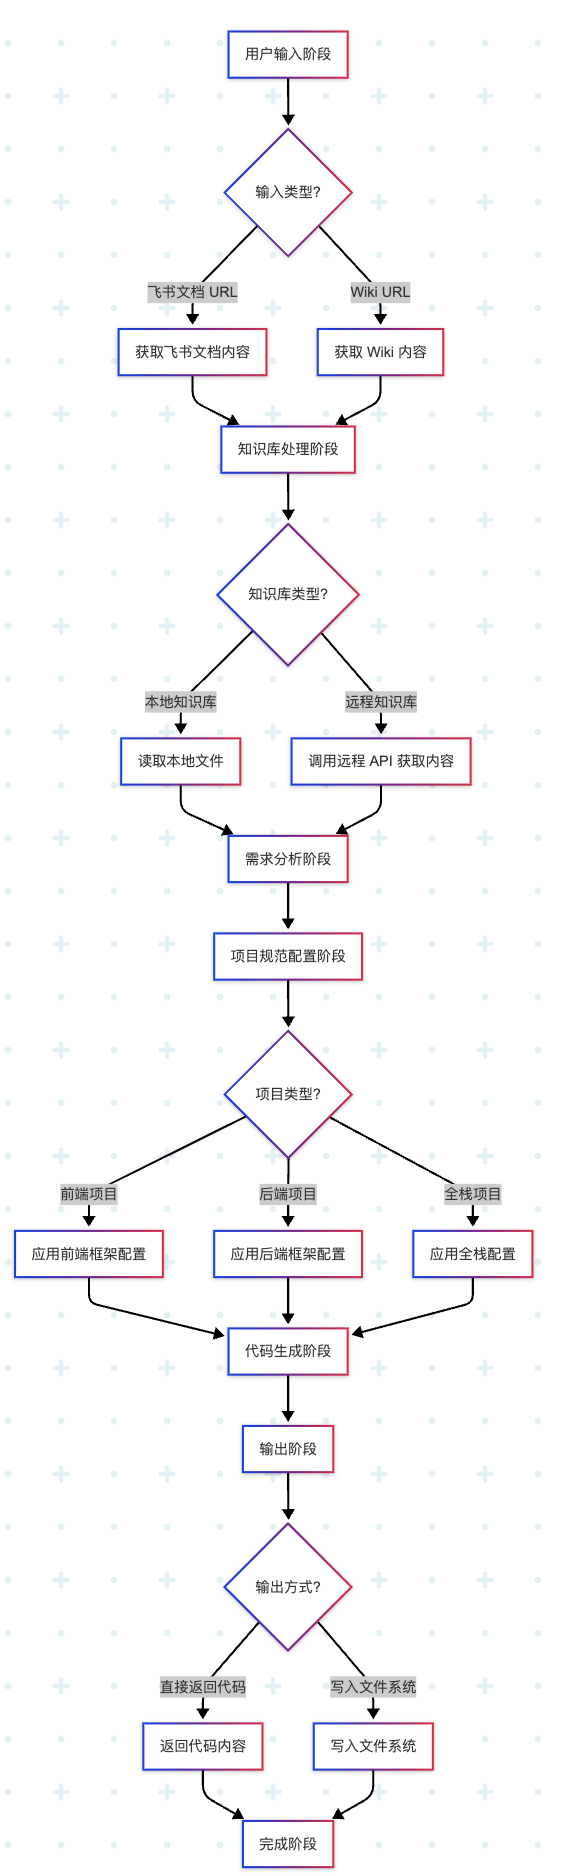 用户输入阶段
输入类型?
飞书文档 URL
Wiki URL
获取飞书文档内容
获取 Wiki 内容
知识库处理阶段
知识库类型?
本地知识库
远程知识库
读取本地文件
调用远程 API 获取内容
需求分析阶段
项目规范配置阶段
项目类型?
前端项目
后端项目
全栈项目
应用前端框架配置
应用后端框架配置
应用全栈配置
代码生成阶段
输出阶段
输出方式?
直接返回代码
写入文件系统
返回代码内容
写入文件系统
完成阶段